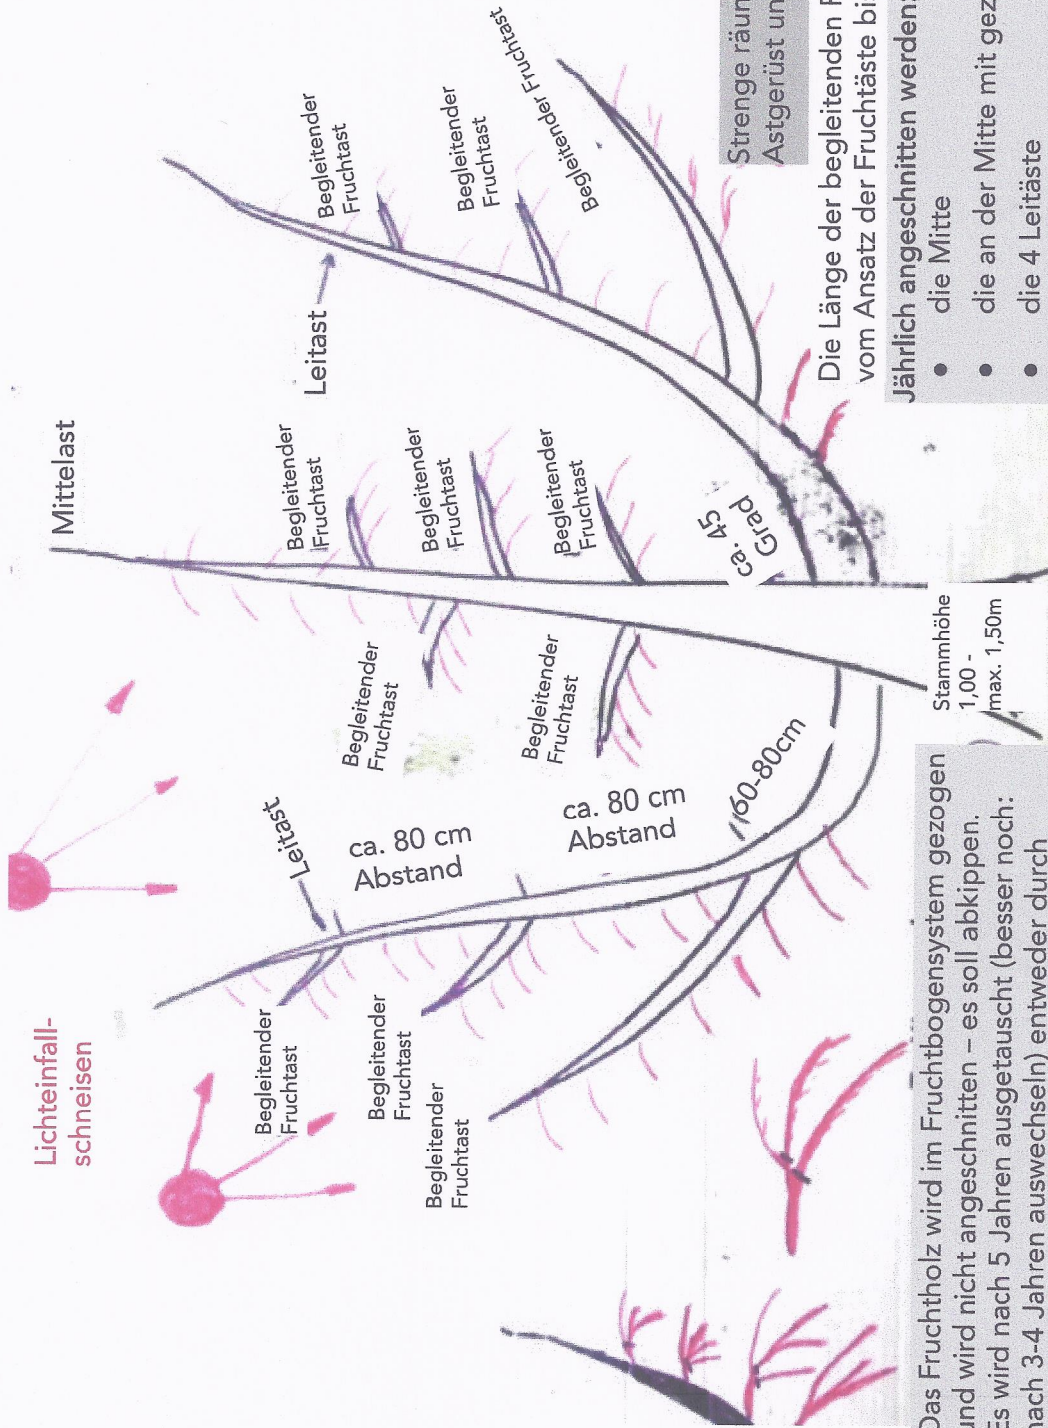 Lichteinfall-
schneisen
Mittelast
Leitast
Begleitender
Fruchtast
Begleitender
Fruchtast
Begleitender
Fruchtast
ca. 80 cm
Abstand
ca. 80 cm
Abstand
60-80cm
Begleitender
Fruchtast
Begleitender
Fruchtast
Begleitender
Fruchtast
Begleitender
Fruchtast
Begleitender
Fruchtast
ca. 45
Grad
Leitast
Begleitender
Fruchtast
Begleitender
Fruchtast
Begleitender Fruchtast
Stammhöhe
1,00 -
max. 1,50m
Das Fruchtholz wird im Fruchtbogensystem gezogen
und wird nicht angeschnitten – es soll abkippen.
Es wird nach 5 Jahren ausgetauscht (besser noch:
nach 3-4 Jahren auswechseln) entweder durch
Strenge räum
Astgerüst un
Die Länge der begleitenden F
vom Ansatz der Fruchtäste bi
Jährlich angeschnitten werden:
• die Mitte
• die an der Mitte mit gez
• die 4 Leitäste